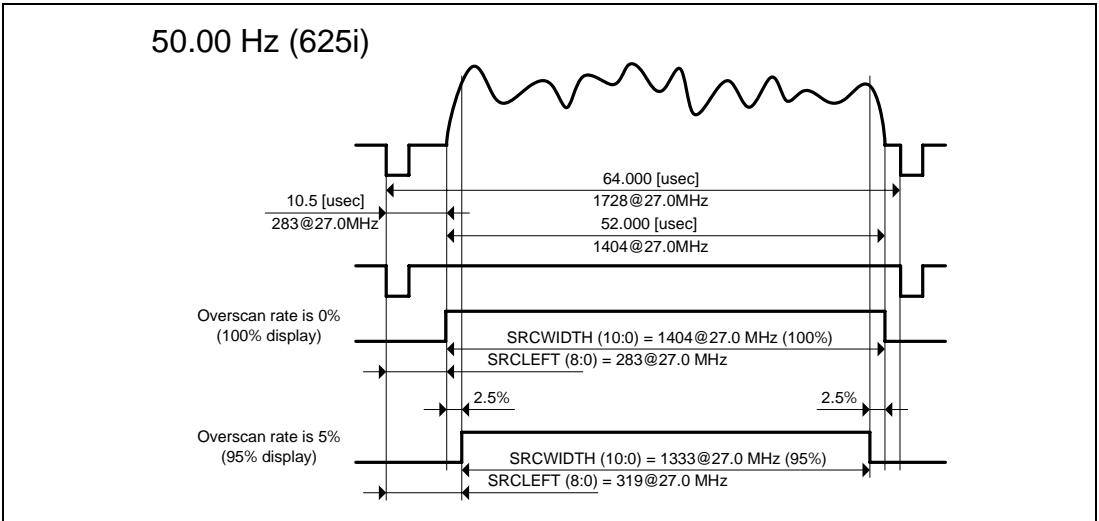 50.00 Hz (625i)
64.000 [usec]
10.5 [usec]
1728@27.0MHz
283@27.0MHz
52.000 [usec]
1404@27.0MHz
Overscan rate is 0%
(100% display)
SRCWIDTH (10:0) = 1404@27.0 MHz (100%)
SRCLEFT (8:0) = 283@27.0 MHz
2.5%
2.5%
Overscan rate is 5%
(95% display)
SRCWIDTH (10:0) = 1333@27.0 MHz (95%)
SRCLEFT (8:0) = 319@27.0 MHz